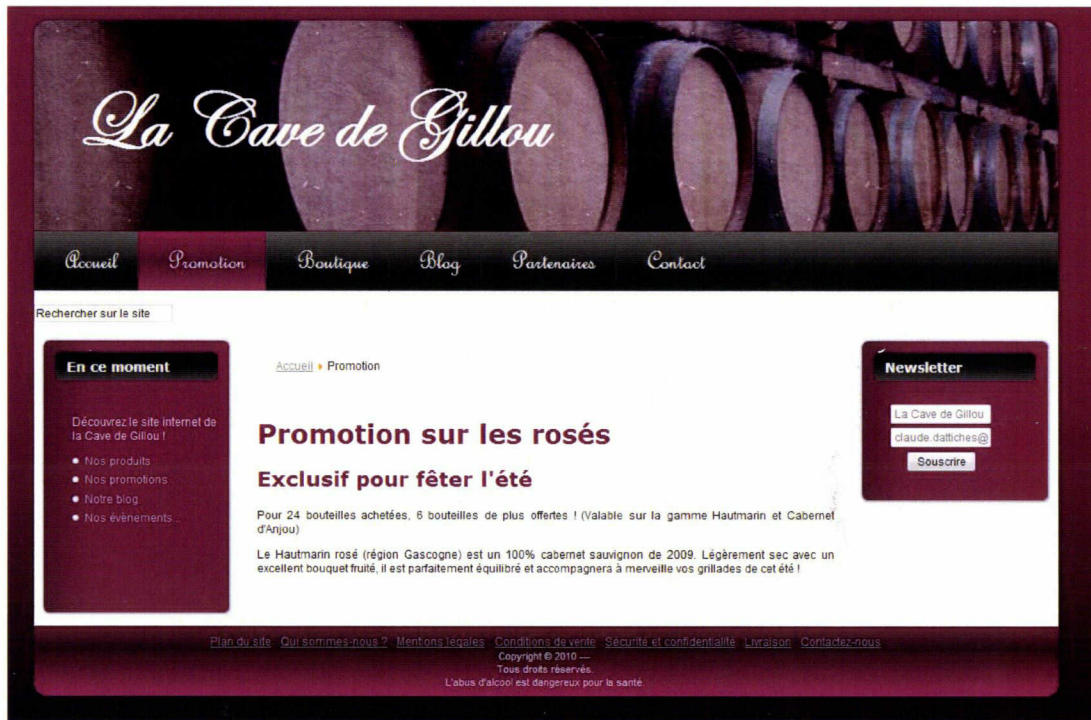 La Cave de Gillou
Accueil Promotion Boutique Blog Partenaires Contact
Rechercher sur le site
En ce moment
Découvrez le site internet de
la Cave de Gillou !
Nos produits
Nos promotions
Notre blog
Nos évènements...
Accueil Promotion
Promotion sur les rosés
Exclusif pour fêter l'été
Pour 24 bouteilles achetées, 6 bouteilles de plus offertes ! (Valable sur la gamme Hautmarin et Cabernet
d'Anjou)
Le Hautmarin rosé (région Gascogne) est un 100% cabernet sauvignon de 2009. Légèrement sec avec un
excellent bouquet fruité, il est parfaitement équilibré et accompagnera à merveille vos grillades de cet été !
Newsletter
La Cave de Gillou
claude.dattiches@
Souscrire
Plan du site Qui sommes-nous ? Mentions légales Conditions de vente Sécurité et confidentialité Livraison Contactez-nous
Copyright © 2010 —
Tous droits réservés.
L'abus d'alcool est dangereux pour la santé.